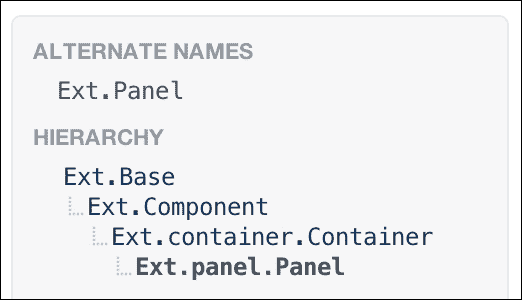 ALTERNATE NAMES
Ext.Panel
HIERARCHY
Ext.Base
Ext.Component
Ext.container.Container
Ext.panel.Panel